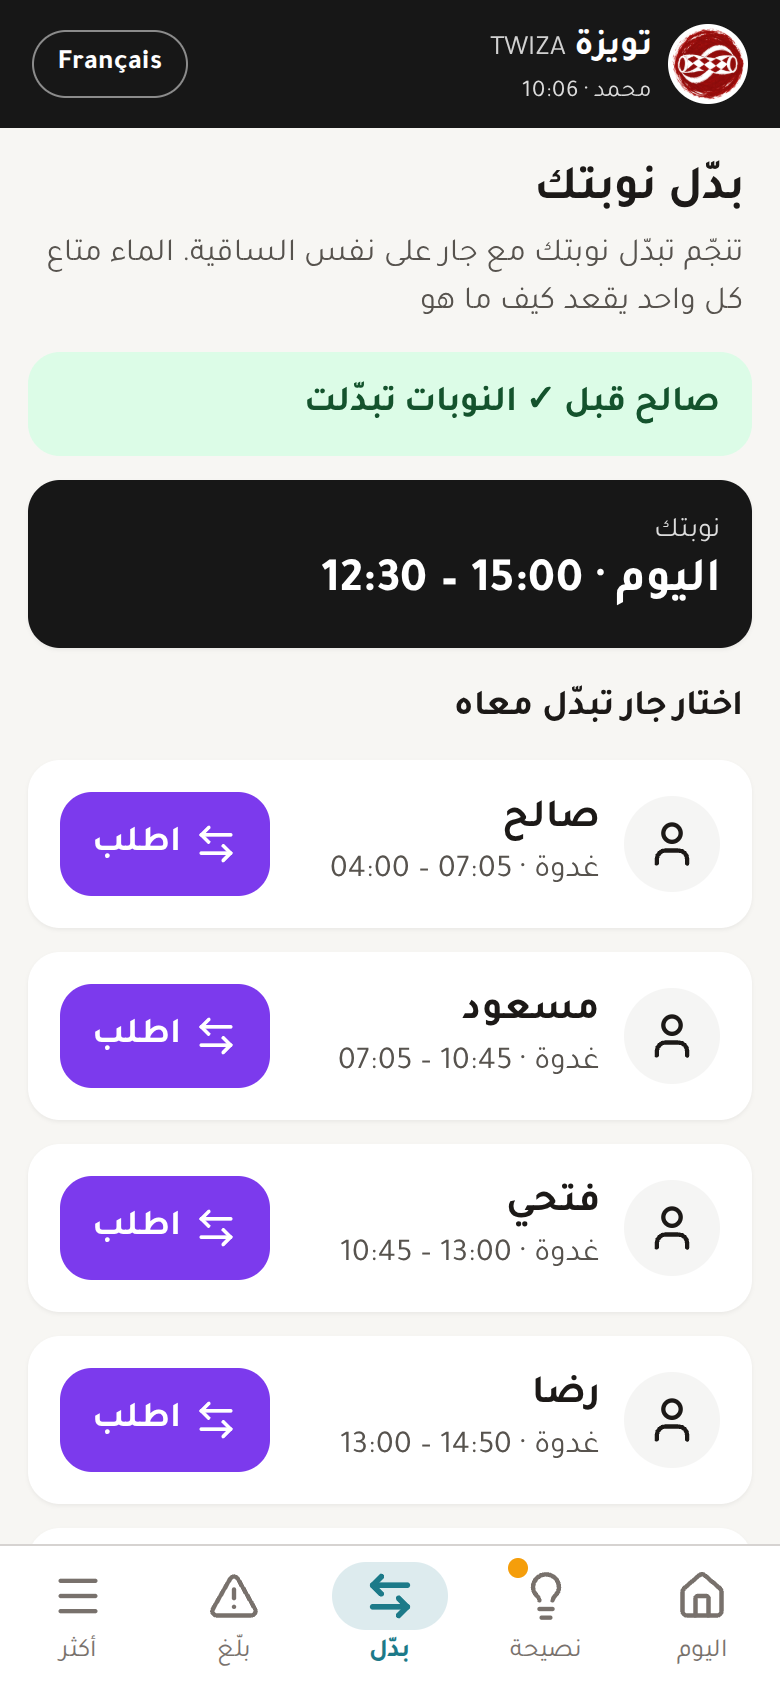 تويزة TWIZA
محمد · 10:06
Français
بدّل نوبتك
تنجّم تبدّل نوبتك مع جار على نفس الساقية. الماء متاع
كل واحد يقعد كيف ما هو
صالح قبل ✓ النوبات تبدّلت
نوبتك
اليوم · 15:00 - 12:30
اختار جار تبدّل معاه
صالح
غدوة · 07:05 - 04:00
اطلب
مسعود
غدوة · 10:45 - 07:05
اطلب
فتحي
غدوة · 13:00 - 10:45
اطلب
رضا
غدوة · 14:50 - 13:00
اطلب
اليوم
نصيحة
بدّل
بلّغ
أكثر